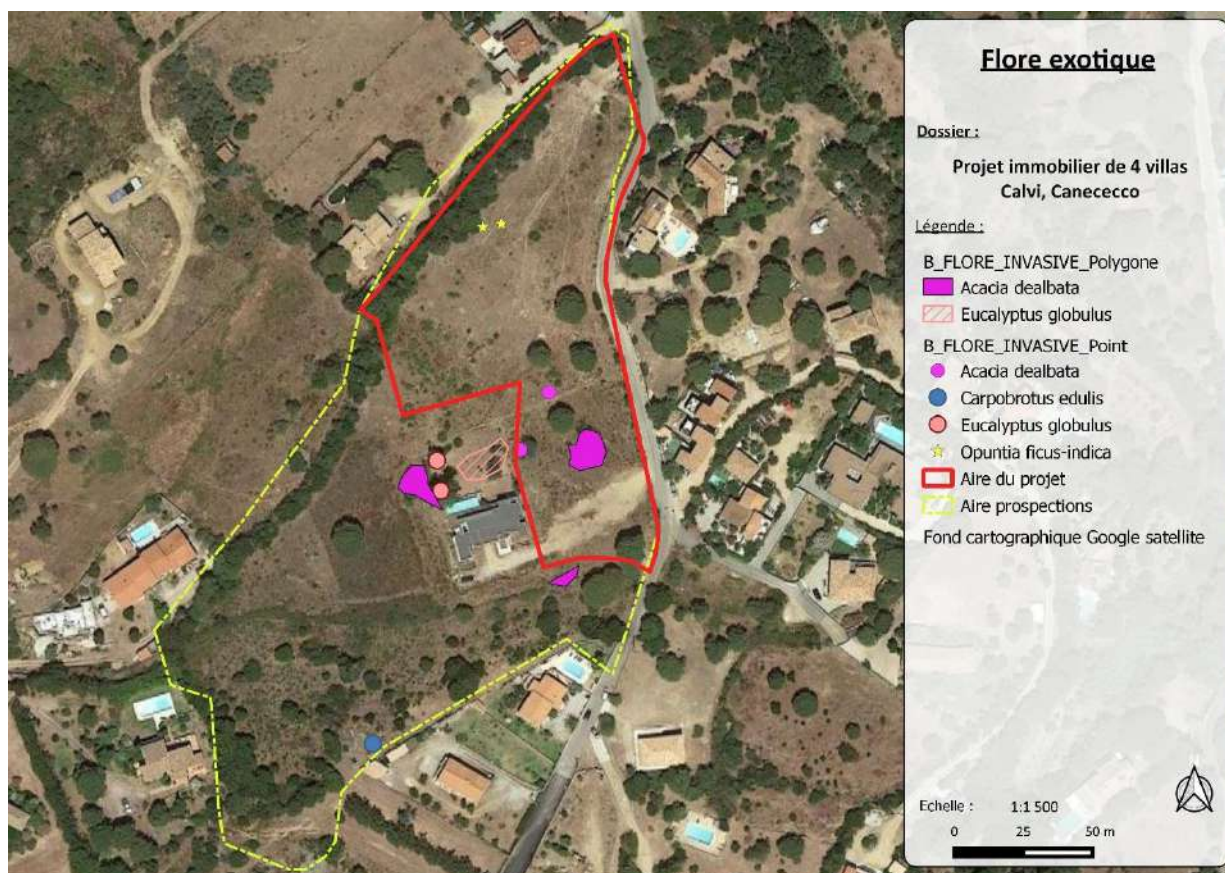 Flore exotique
Dossier :
Projet immobilier de 4 villas
Calvi, Canececco
Légende :
B_FLORE_INVASIVE_Polygone
Acacia dealbata
Eucalyptus globulus
B_FLORE_INVASIVE_Point
Acacia dealbata
Carpobrotus edulis
Eucalyptus globulus
Opuntia ficus-indica
Aire du projet
Aire prospections
Fond cartographique Google satellite
Echelle : 1:1 500
0 25 50 m